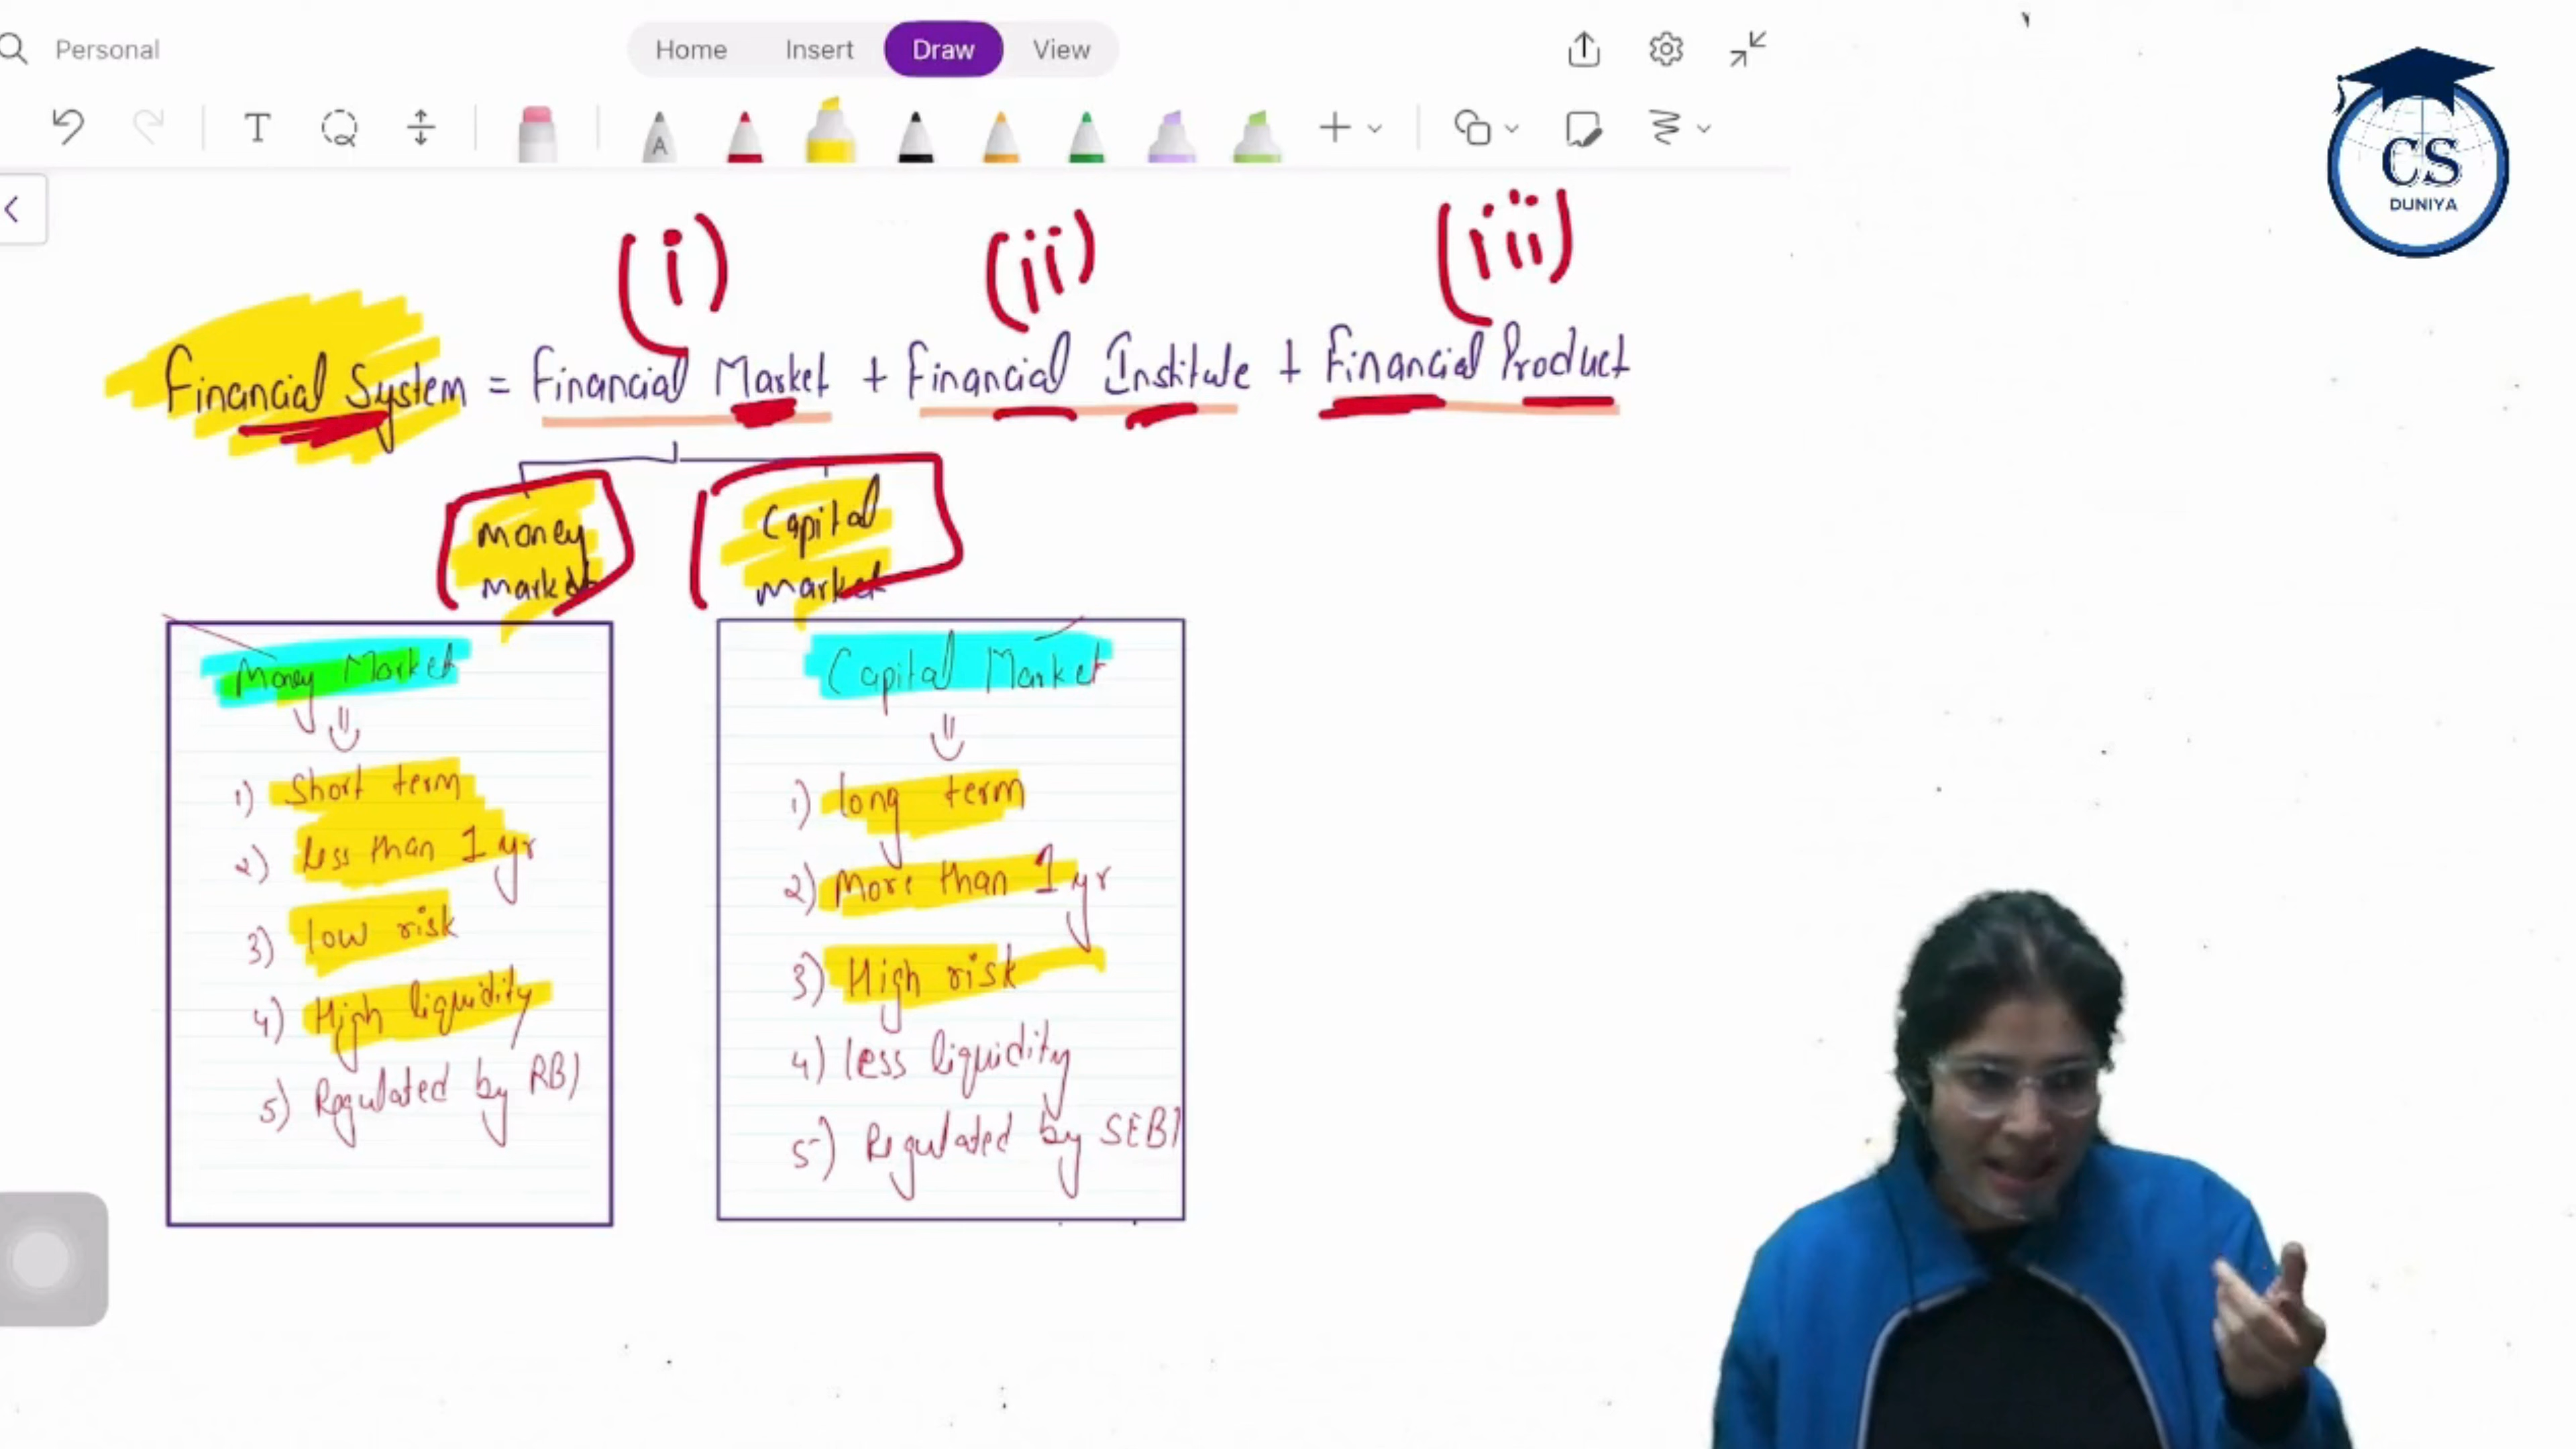 Personal
Home Insert Draw View
CS
DUNIYA
(i) (ii) (iii)
Financial System = Financial Market + Financial Institute + Financial Product
Money Market
Capital Market
Money Market
1) Short term
2) less than 1 yr
3) low risk
4) High liquidity
5) Regulated by RBI
Capital Market
1) long term
2) More than 1 yr
3) High risk
4) less liquidity
5) Regulated by SEBI